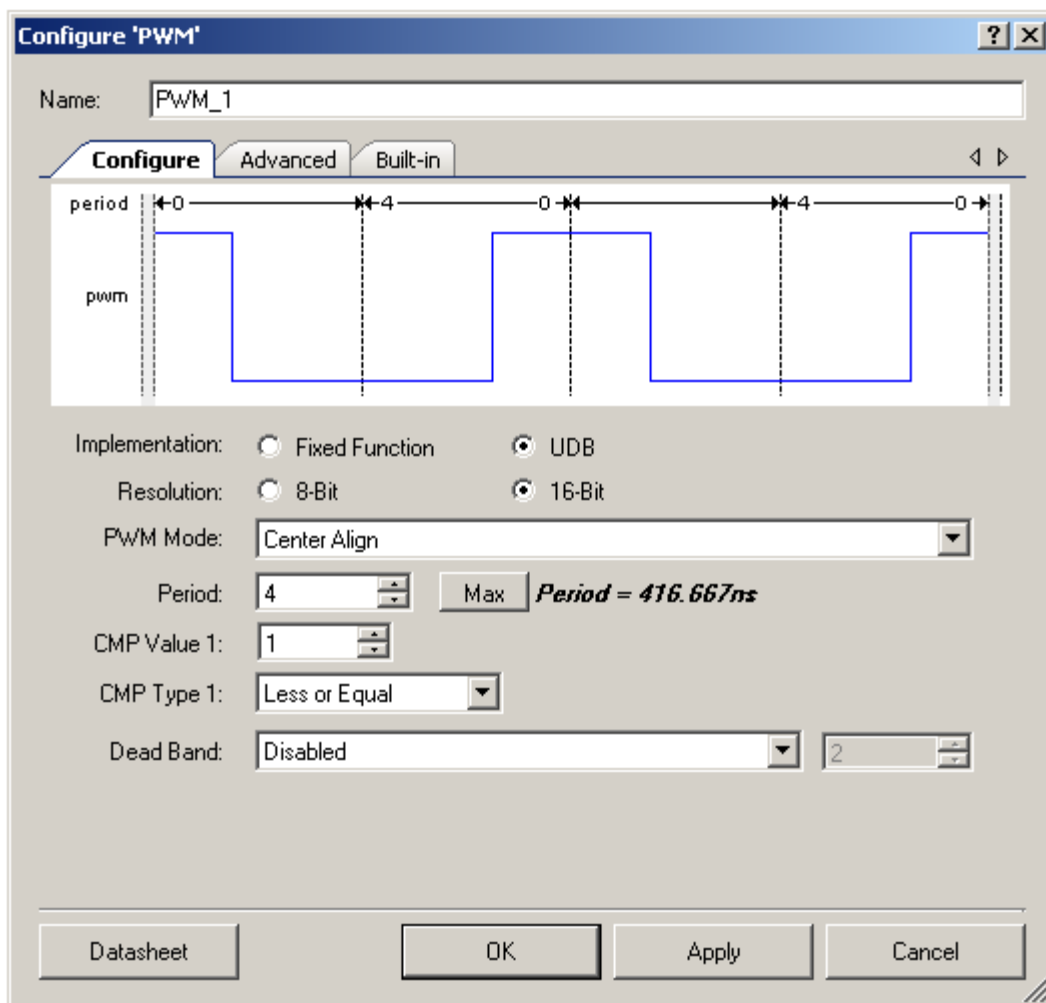 Configure 'PWM'
Name: PWM_1
Configure Advanced Built-in
period 0 4 0 4 0
pwm
Implementation: Fixed Function UDB
Resolution: 8-Bit 16-Bit
PWM Mode: Center Align
Period: 4 Max Period = 416.667ns
CMP Value 1: 1
CMP Type 1: Less or Equal
Dead Band: Disabled 2
Datasheet OK Apply Cancel